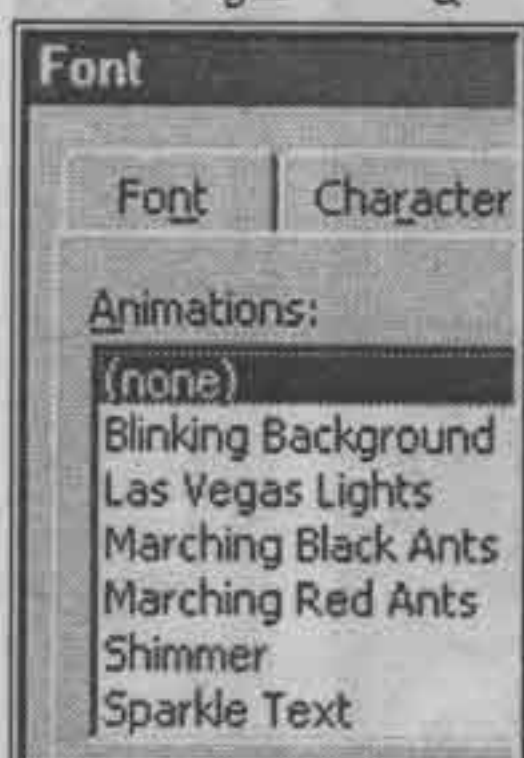 Font
Font Character
Animations:
(none)
Blinking Background
Las Vegas Lights
Marching Black Ants
Marching Red Ants
Shimmer
Sparkle Text